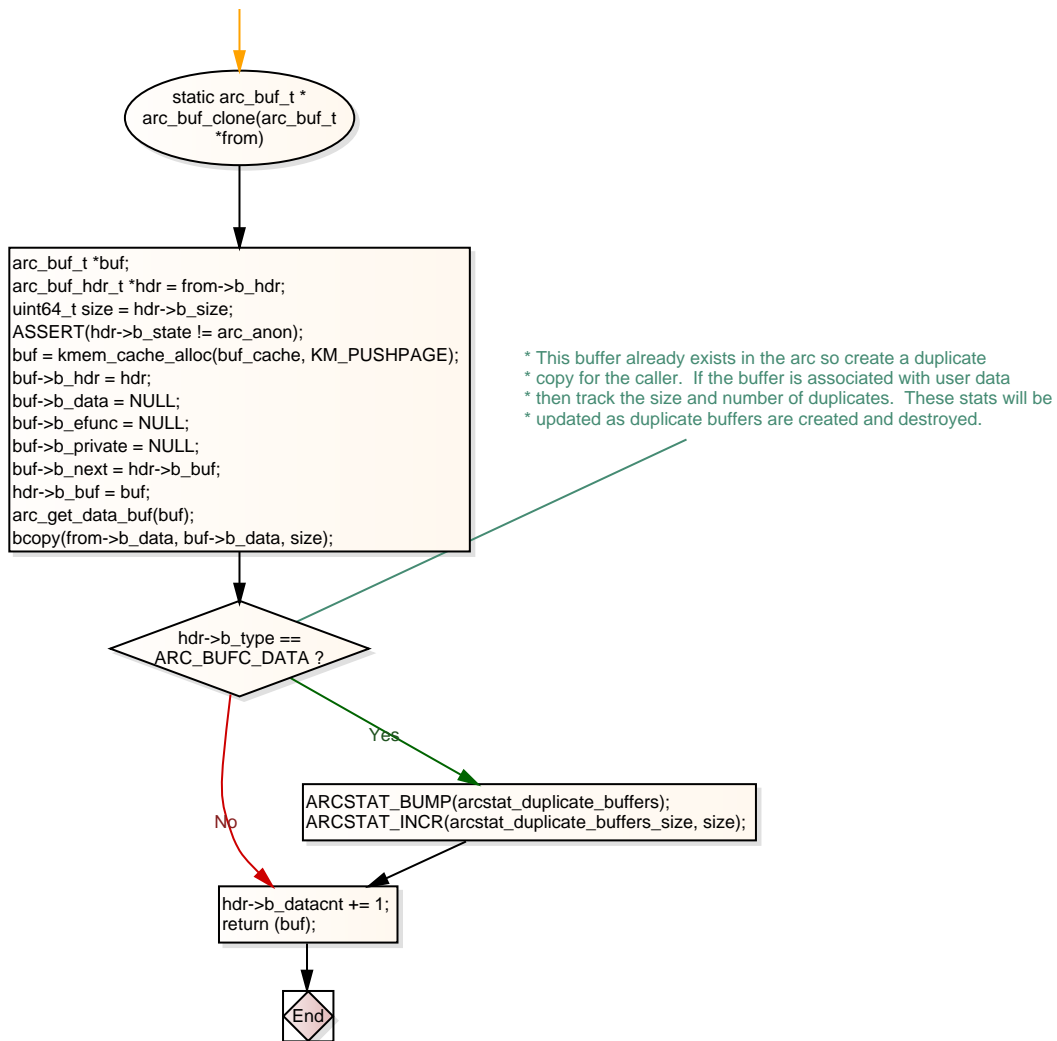 static arc_buf_t *
arc_buf_clone(arc_buf_t
*from)
arc_buf_t *buf;
arc_buf_hdr_t *hdr = from->b_hdr;
uint64_t size = hdr->b_size;
ASSERT(hdr->b_state != arc_anon);
buf = kmem_cache_alloc(buf_cache, KM_PUSHPAGE);
buf->b_hdr = hdr;
buf->b_data = NULL;
buf->b_efunc = NULL;
buf->b_private = NULL;
buf->b_next = hdr->b_buf;
hdr->b_buf = buf;
arc_get_data_buf(buf);
bcopy(from->b_data, buf->b_data, size);
* This buffer already exists in the arc so create a duplicate
* copy for the caller.  If the buffer is associated with user data
* then track the size and number of duplicates.  These stats will be
* updated as duplicate buffers are created and destroyed.
hdr->b_type ==
ARC_BUFC_DATA ?
Yes
ARCSTAT_BUMP(arcstat_duplicate_buffers);
ARCSTAT_INCR(arcstat_duplicate_buffers_size, size);
No
hdr->b_datacnt += 1;
return (buf);
End